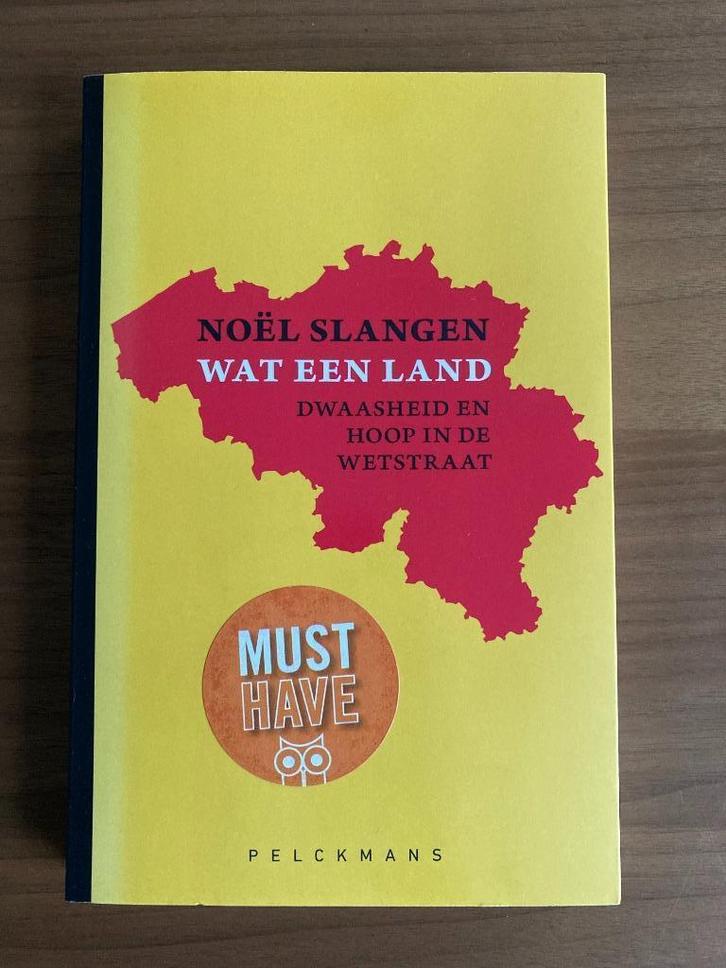 NOËL SLANGEN
WAT EEN LAND
DWAASHEID EN
HOOP IN DE
WETSTRAAT
MUST
HAVE
PELCKMANS